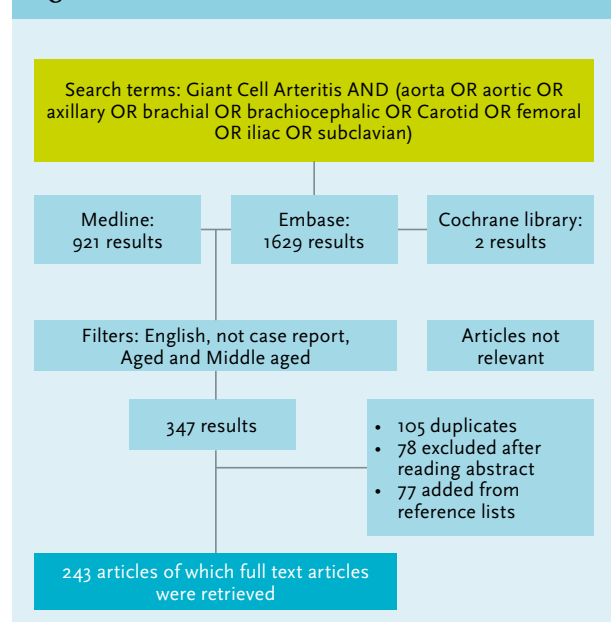 Search terms: Giant Cell Arteritis AND (aorta OR aortic OR
axillary OR brachial OR brachiocephalic OR Carotid OR femoral
OR iliac OR subclavian)
Medline:
921 results
Embase:
1629 results
Cochrane library:
2 results
Filters: English, not case report,
Aged and Middle aged
Articles not
relevant
347 results
• 105 duplicates
• 78 excluded after
reading abstract
• 77 added from
reference lists
243 articles of which full text articles
were retrieved